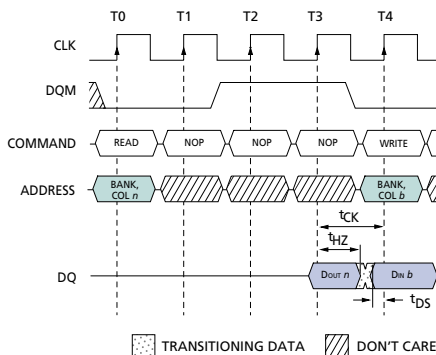 T0 T1 T2 T3 T4
CLK
DQM
COMMAND READ NOP NOP NOP WRITE
ADDRESS BANK, COL n BANK, COL b
tCK
tHZ
DQ DOUT n DIN b
tDS
TRANSITIONING DATA DON'T CARE